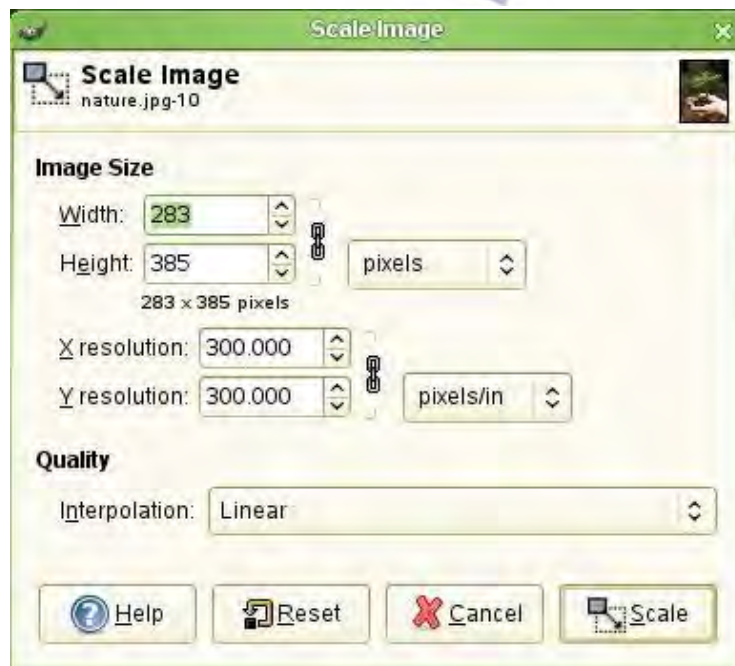 Scale Image
Scale Image
nature.jpg-10
Image Size
Width: 283
Height: 385 pixels
283 × 385 pixels
X resolution: 300.000
Y resolution: 300.000 pixels/in
Quality
Interpolation: Linear
Help Reset Cancel Scale